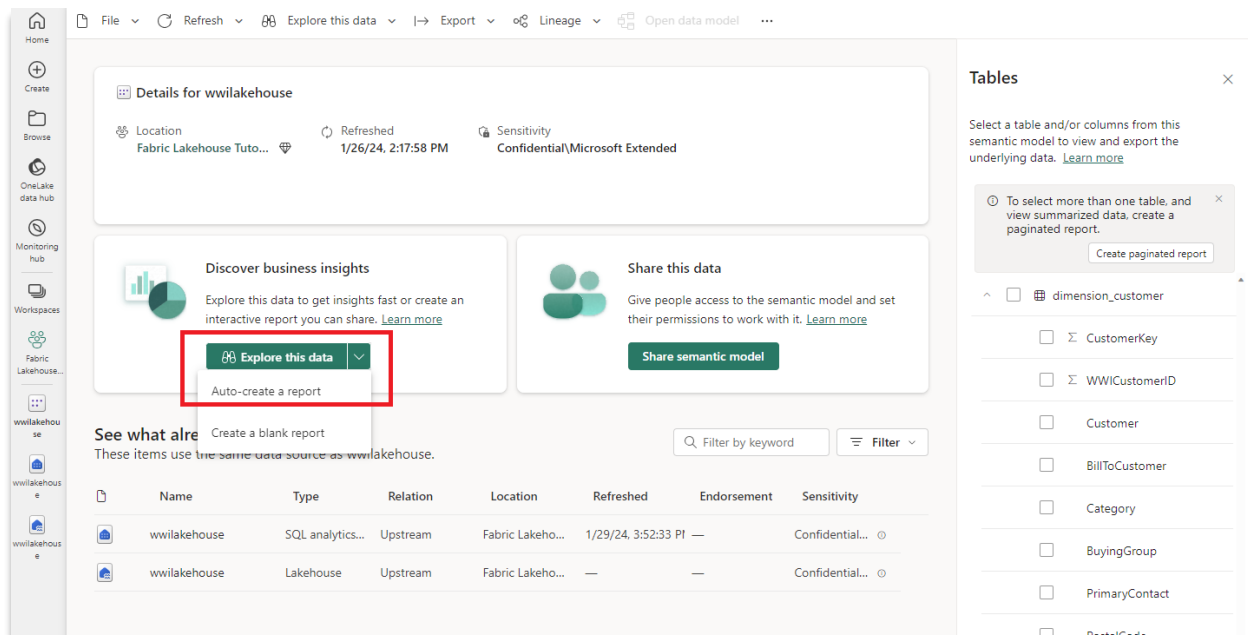 File
Refresh
Explore this data
Export
Lineage
Open data model
...
Home
Create
Browse
OneLake
data hub
Monitoring
hub
Workspaces
Fabric
Lakehouse...
wwilakehou
se
wwilakehous
e
wwilakehous
e
Details for wwilakehouse
Location
Fabric Lakehouse Tuto...
Refreshed
1/26/24, 2:17:58 PM
Sensitivity
Confidential\Microsoft Extended
Discover business insights
Explore this data to get insights fast or create an
interactive report you can share. Learn more
Explore this data
Auto-create a report
Create a blank report
Share this data
Give people access to the semantic model and set
their permissions to work with it. Learn more
Share semantic model
See what alre
These items use the same data source as wwilakehouse.
Filter by keyword
Filter
Name Type Relation Location Refreshed Endorsement Sensitivity
wwilakehouse SQL analytics... Upstream Fabric Lakeho... 1/29/24, 3:52:33 PM — Confidential...
wwilakehouse Lakehouse Upstream Fabric Lakeho... — — Confidential...
Tables
Select a table and/or columns from this
semantic model to view and export the
underlying data. Learn more
To select more than one table, and
view summarized data, create a
paginated report.
Create paginated report
dimension_customer
Σ CustomerKey
Σ WWICustomerID
Customer
BillToCustomer
Category
BuyingGroup
PrimaryContact
PostalCode